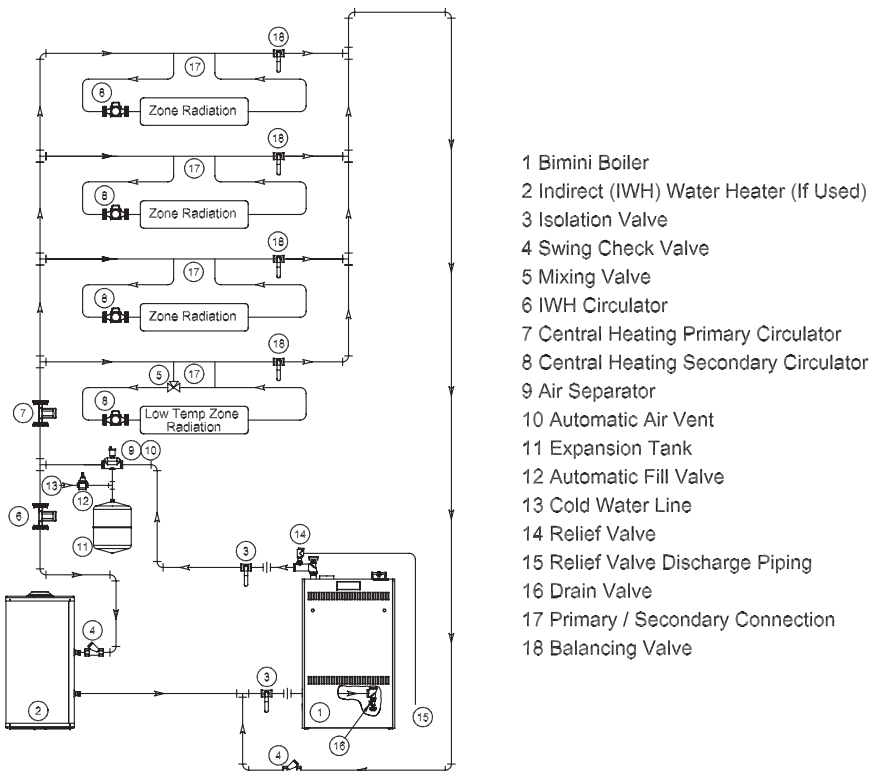 18
17
8
Zone Radiation
18
17
8
Zone Radiation
18
17
8
Zone Radiation
18
5
17
8
Low Temp Zone
Radiation
7
9 10
13
12
6
11
14
3
4
3
2
1
15
16
4
1 Bimini Boiler
2 Indirect (IWH) Water Heater (If Used)
3 Isolation Valve
4 Swing Check Valve
5 Mixing Valve
6 IWH Circulator
7 Central Heating Primary Circulator
8 Central Heating Secondary Circulator
9 Air Separator
10 Automatic Air Vent
11 Expansion Tank
12 Automatic Fill Valve
13 Cold Water Line
14 Relief Valve
15 Relief Valve Discharge Piping
16 Drain Valve
17 Primary / Secondary Connection
18 Balancing Valve